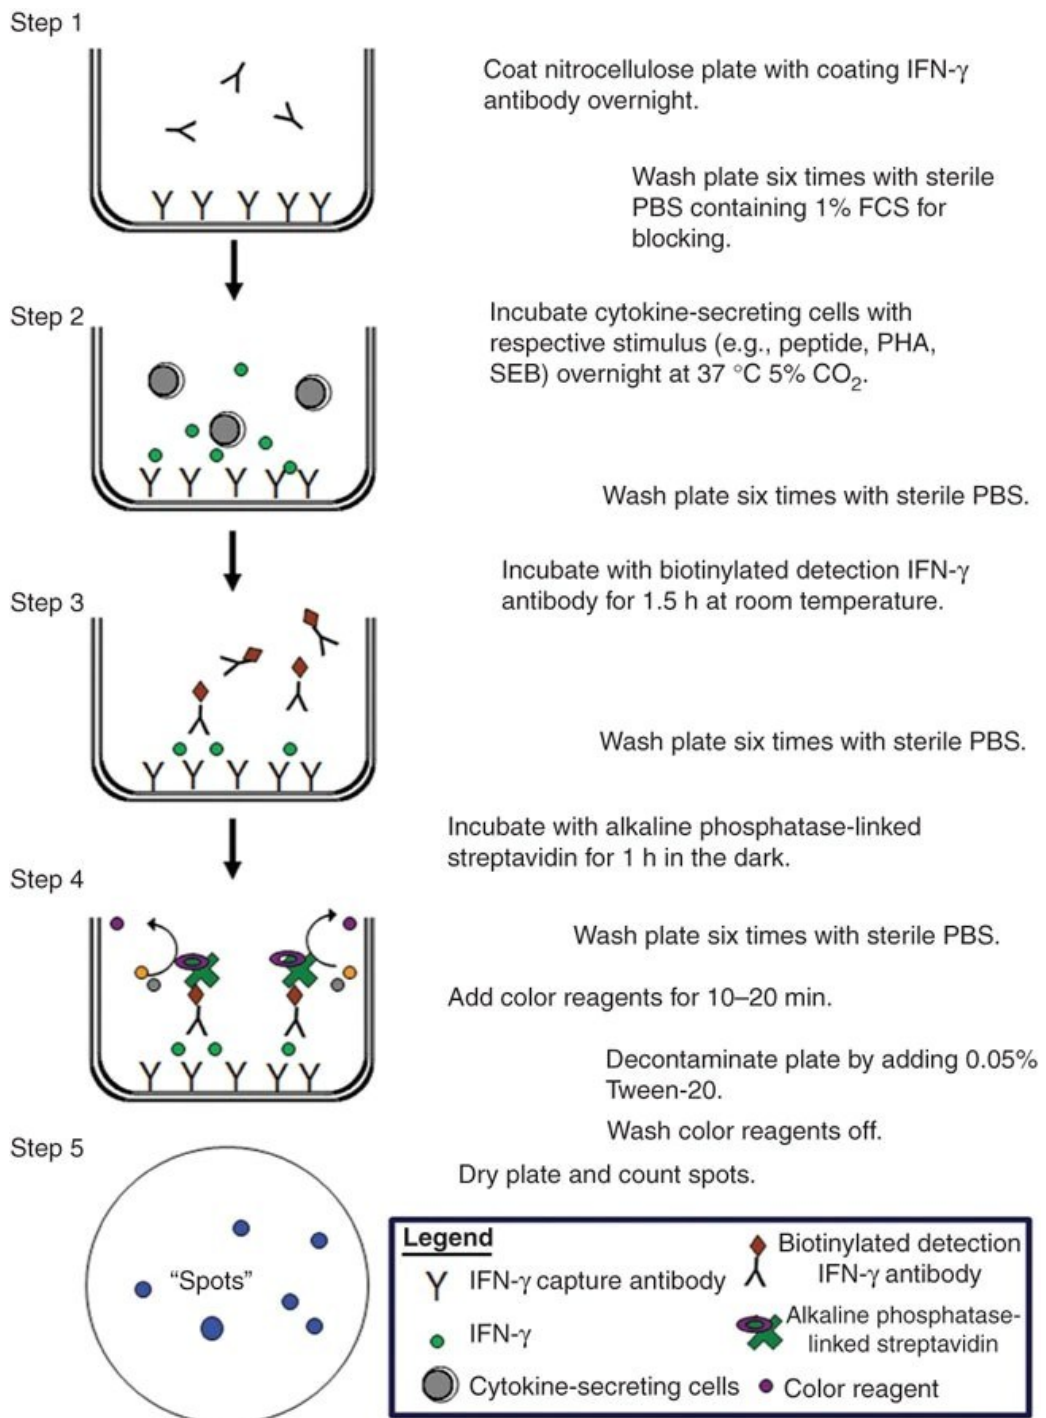 Step 1
Coat nitrocellulose plate with coating IFN-γ
antibody overnight.
Wash plate six times with sterile
PBS containing 1% FCS for
blocking.
Step 2
Incubate cytokine-secreting cells with
respective stimulus (e.g., peptide, PHA,
SEB) overnight at 37 °C 5% CO₂.
Wash plate six times with sterile PBS.
Incubate with biotinylated detection IFN-γ
antibody for 1.5 h at room temperature.
Step 3
Wash plate six times with sterile PBS.
Incubate with alkaline phosphatase-linked
streptavidin for 1 h in the dark.
Step 4
Wash plate six times with sterile PBS.
Add color reagents for 10–20 min.
Decontaminate plate by adding 0.05%
Tween-20.
Wash color reagents off.
Step 5
Dry plate and count spots.
“Spots”
Legend
IFN-γ capture antibody
IFN-γ
Cytokine-secreting cells
Biotinylated detection
IFN-γ antibody
Alkaline phosphatase-
linked streptavidin
Color reagent